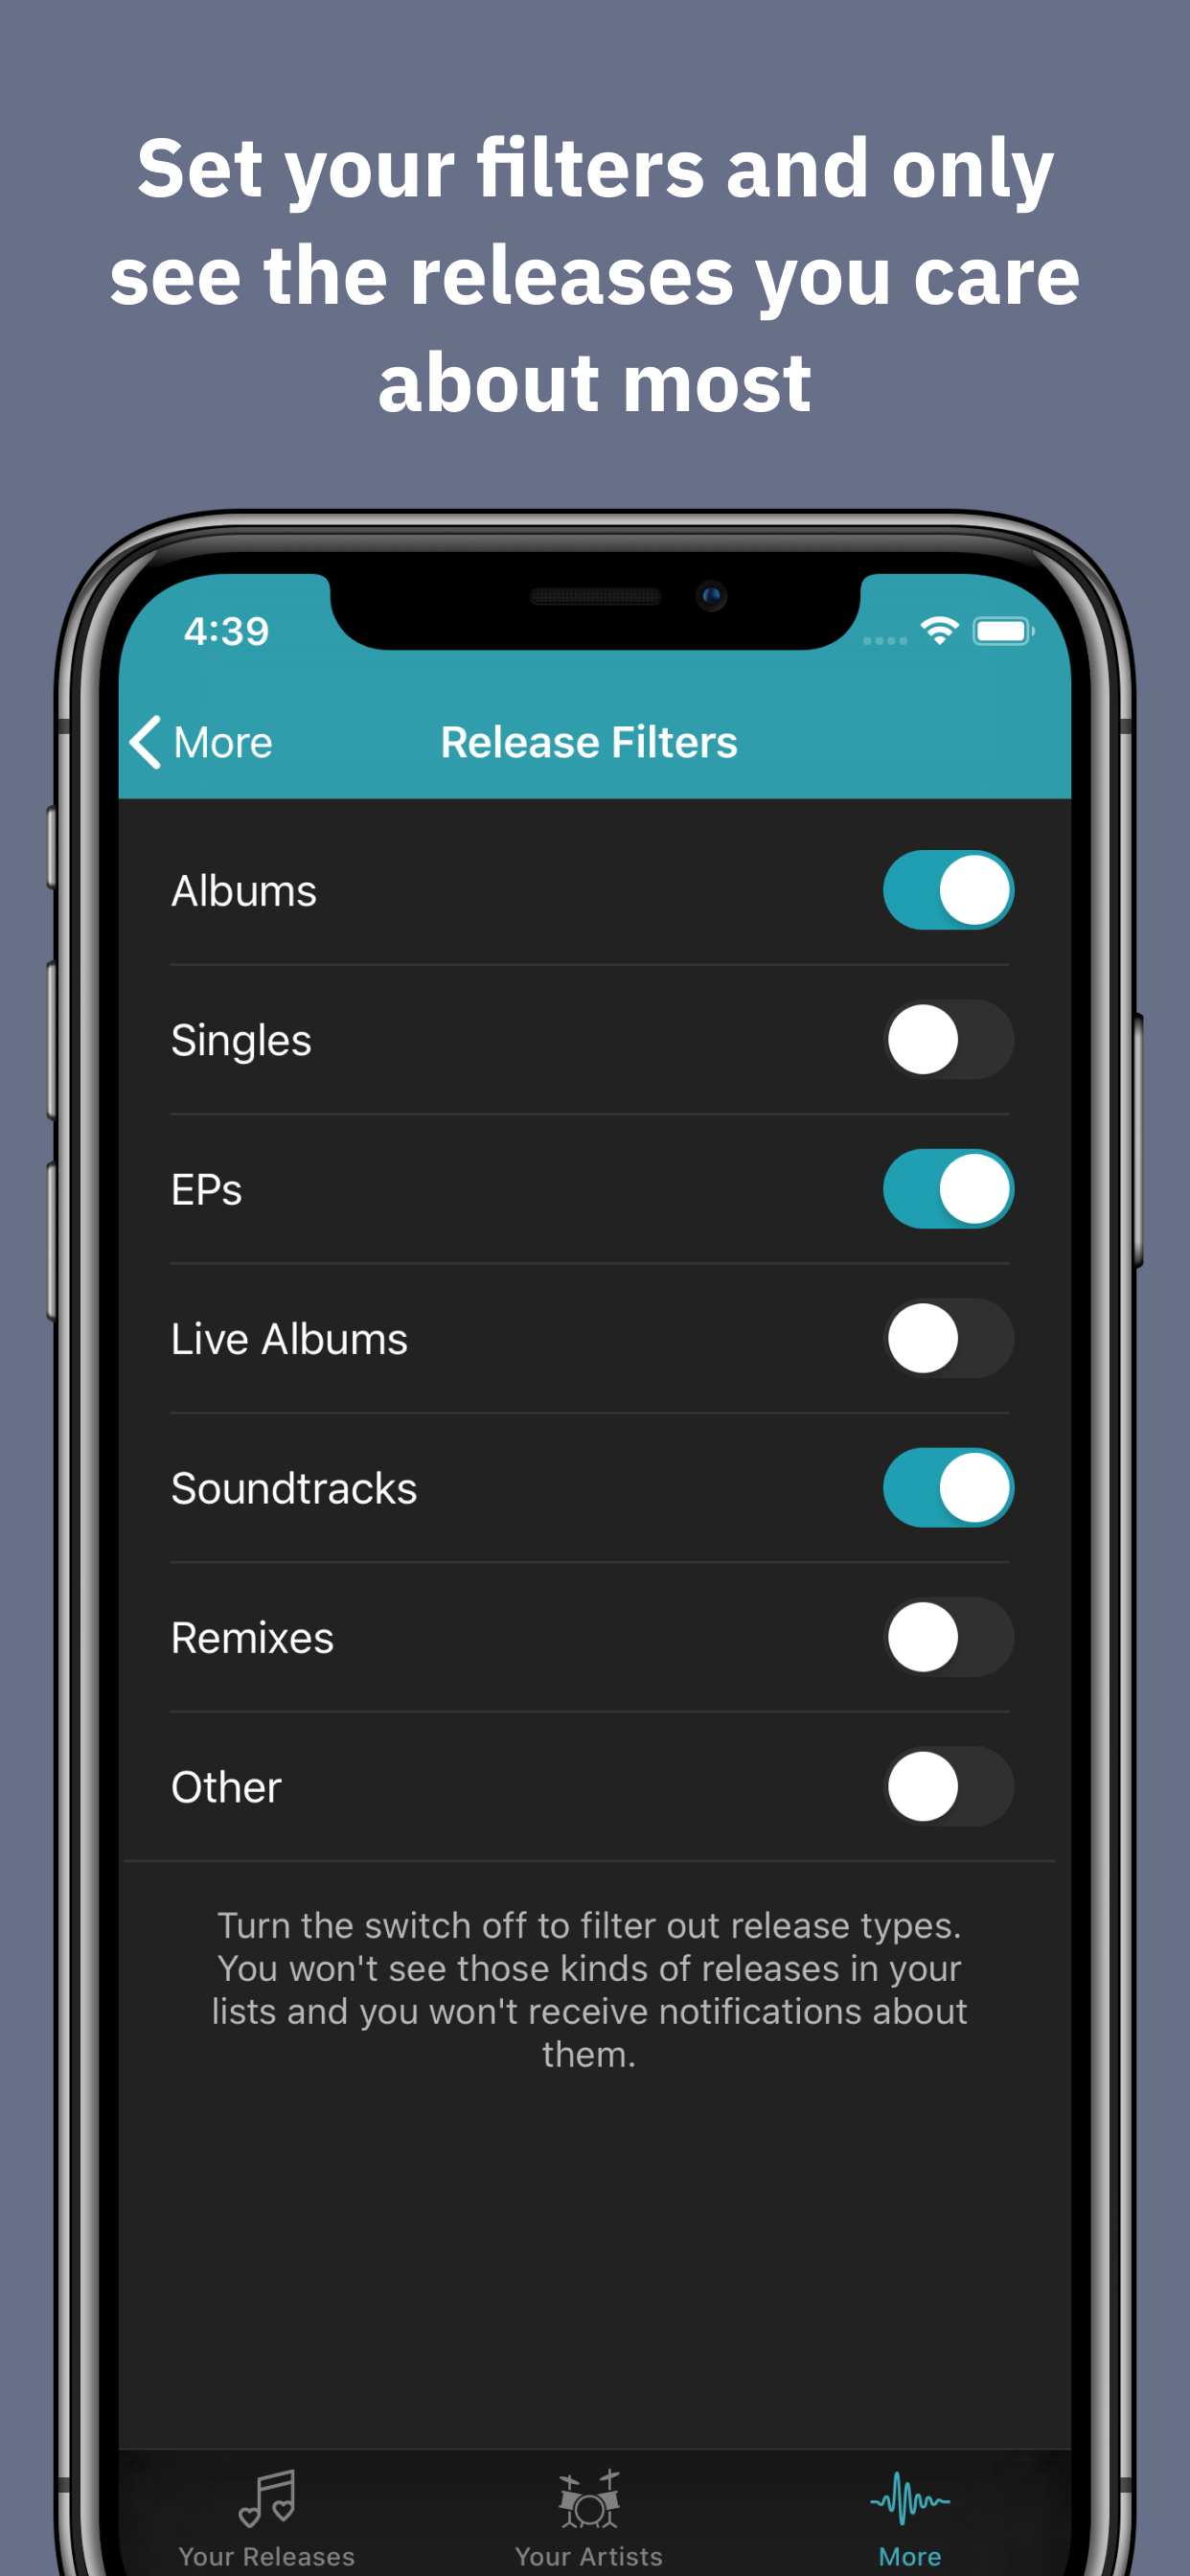 Set your filters and only
see the releases you care
about most
4:39
More
Release Filters
Albums
Singles
EPs
Live Albums
Soundtracks
Remixes
Other
Turn the switch off to filter out release types.
You won't see those kinds of releases in your
lists and you won't receive notifications about
them.
Your Releases
Your Artists
More